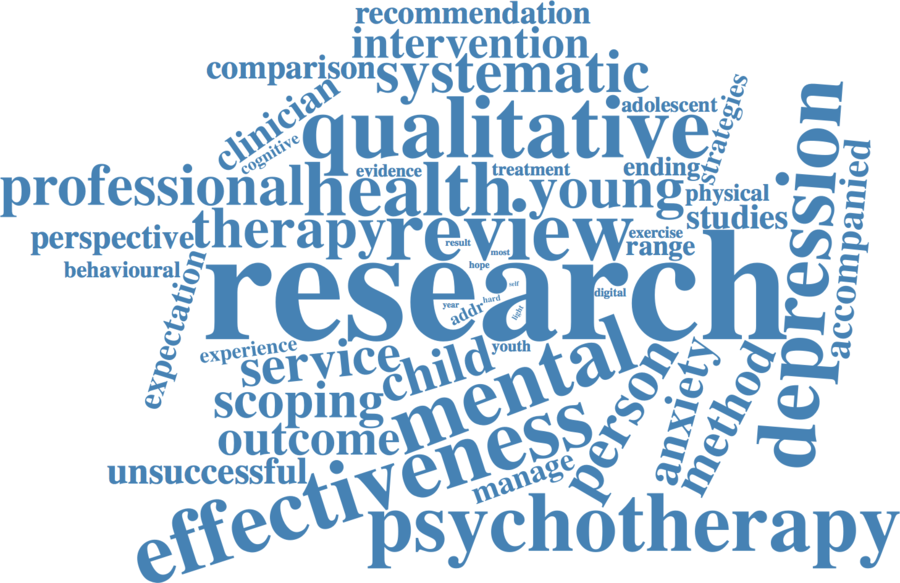 recommendation
intervention
comparison
systematic
clinician
cognitive
qualitative
adolescent
strategies
evidence
treatment
ending
professional
health
young
physical
studies
depression
accompanied
perspective
therapy
review
exercise
range
result
most
behavioural
hope
research
self
digital
year
hard
addr
light
expectation
experience
service
child
youth
mental
person
anxiety
method
scoping
outcome
effectiveness
unsuccessful
manage
psychotherapy